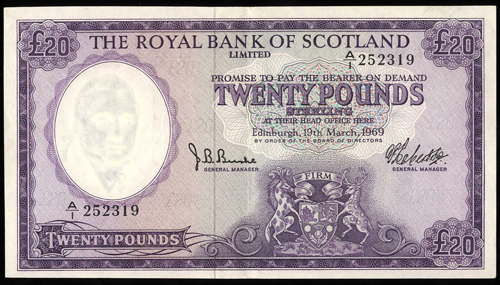 £20 THE ROYAL BANK OF SCOTLAND £20
LIMITED
A/1 252319
PROMISE TO PAY THE BEARER ON DEMAND
TWENTY POUNDS
STERLING
AT THEIR HEAD OFFICE HERE
Edinburgh, 19th March, 1969
BY ORDER OF THE BOARD OF DIRECTORS
J.B. Burke
GENERAL MANAGER GENERAL MANAGER
A/1 252319
FIRM
TWENTY POUNDS £20